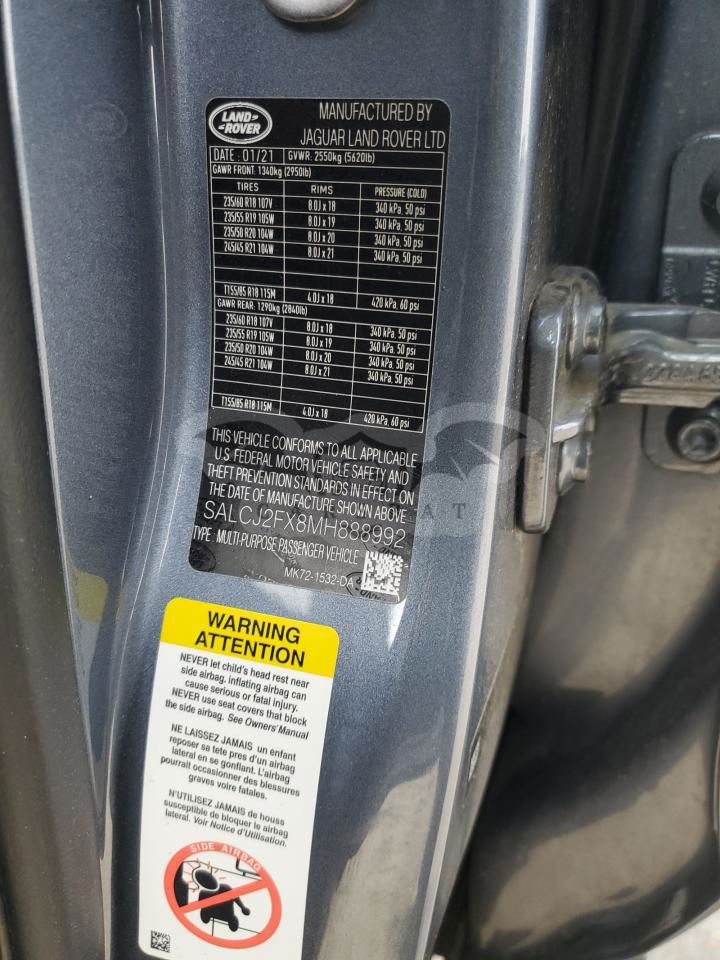 LAND
ROVER
MANUFACTURED BY
JAGUAR LAND ROVER LTD
DATE : 01/21 GVWR: 2550kg (5620lb)
GAWR FRONT: 1340kg (2950lb)
TIRES RIMS PRESSURE (COLD)
235/60 R18 107V 8.0J x 18 340 kPa, 50 psi
235/55 R19 105W 8.0J x 19 340 kPa, 50 psi
235/50 R20 104W 8.0J x 20 340 kPa, 50 psi
245/45 R21 104W 8.0J x 21 340 kPa, 50 psi
T155/85 R18 115M 4.0J x 18 420 kPa, 60 psi
GAWR REAR: 1290kg (2840lb)
235/60 R18 107V 8.0J x 18 340 kPa, 50 psi
235/55 R19 105W 8.0J x 19 340 kPa, 50 psi
235/50 R20 104W 8.0J x 20 340 kPa, 50 psi
245/45 R21 104W 8.0J x 21 340 kPa, 50 psi
T155/85 R18 115M 4.0J x 18 420 kPa, 60 psi
THIS VEHICLE CONFORMS TO ALL APPLICABLE
U.S FEDERAL MOTOR VEHICLE SAFETY AND
THEFT PREVENTION STANDARDS IN EFFECT ON
THE DATE OF MANUFACTURE SHOWN ABOVE
SALCJ2FX8MH888992
TYPE : MULTI-PURPOSE PASSENGER VEHICLE
MK72-1532-DA
WARNING
ATTENTION
NEVER let child's head rest near
side airbag. inflating airbag can
cause serious or fatal injury.
NEVER use seat covers that block
the side airbag. See Owners'Manual
NE LAISSEZ JAMAIS un enfant
reposer sa tete pres d'un airbag
lateral en se gonflant. L'airbag
pourrait occasionner des blessures
graves voire fatales.
N'UTILISEZ JAMAIS de houss
susceptible de bloquer le airbag
lateral. Voir Notice d'Utilisation.
SIDE AIRBAG